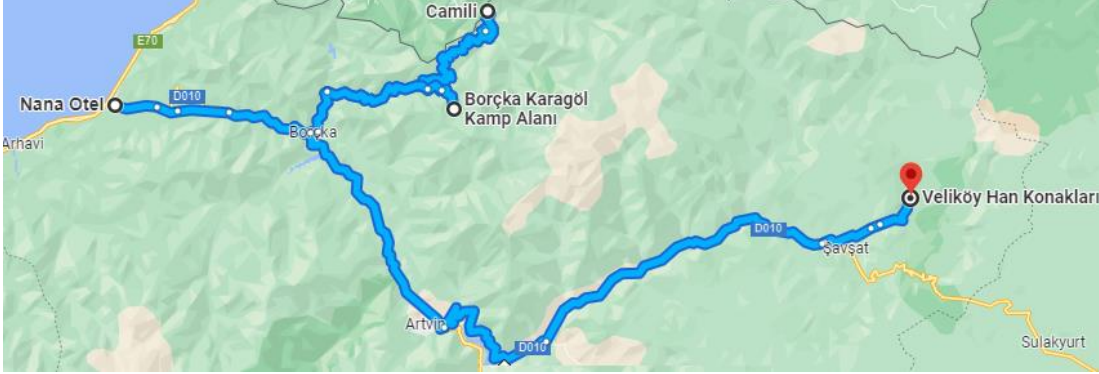 Camili
E70
Nana Otel
D010
Borçka Karagöl
Kamp Alanı
Borçka
Arhavi
Veliköy Han Konakları
D010
Şavşat
Artvin
D010
Sulakyurt